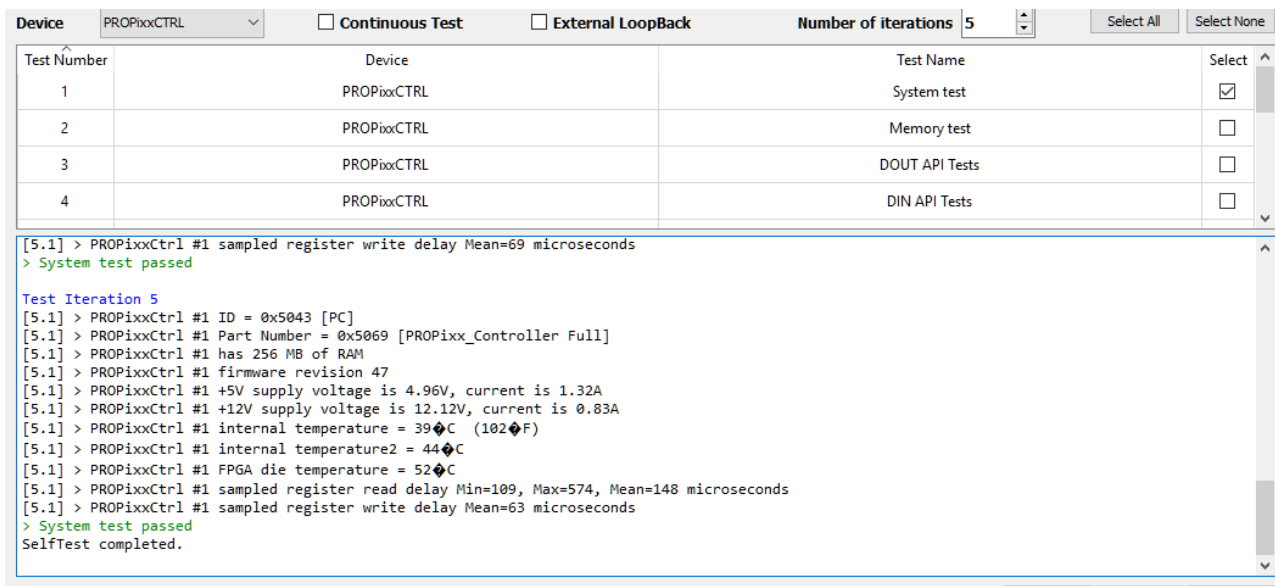 Device PROPixxCTRL Continuous Test External LoopBack Number of iterations 5 Select All Select None
Test Number Device Test Name Select
1 PROPixxCTRL System test
2 PROPixxCTRL Memory test
3 PROPixxCTRL DOUT API Tests
4 PROPixxCTRL DIN API Tests
[5.1] > PROPixxCtrl #1 sampled register write delay Mean=69 microseconds
> System test passed
Test Iteration 5
[5.1] > PROPixxCtrl #1 ID = 0x5043 [PC]
[5.1] > PROPixxCtrl #1 Part Number = 0x5069 [PROPixx_Controller Full]
[5.1] > PROPixxCtrl #1 has 256 MB of RAM
[5.1] > PROPixxCtrl #1 firmware revision 47
[5.1] > PROPixxCtrl #1 +5V supply voltage is 4.96V, current is 1.32A
[5.1] > PROPixxCtrl #1 +12V supply voltage is 12.12V, current is 0.83A
[5.1] > PROPixxCtrl #1 internal temperature = 39�C  (102�F)
[5.1] > PROPixxCtrl #1 internal temperature2 = 44�C
[5.1] > PROPixxCtrl #1 FPGA die temperature = 52�C
[5.1] > PROPixxCtrl #1 sampled register read delay Min=109, Max=574, Mean=148 microseconds
[5.1] > PROPixxCtrl #1 sampled register write delay Mean=63 microseconds
> System test passed
SelfTest completed.